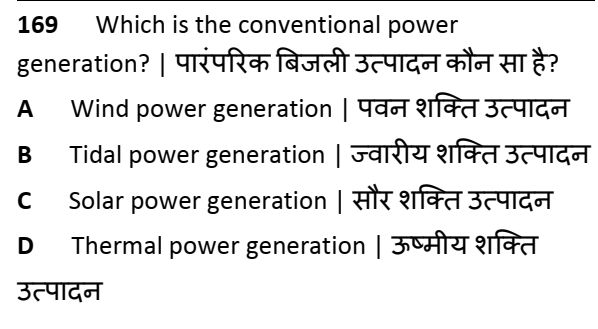 169 Which is the conventional power
generation? | पारंपरिक बिजली उत्पादन कौन सा है?
A Wind power generation | पवन शक्ति उत्पादन
B Tidal power generation | ज्वारीय शक्ति उत्पादन
C Solar power generation | सौर शक्ति उत्पादन
D Thermal power generation | ऊष्मीय शक्ति
उत्पादन